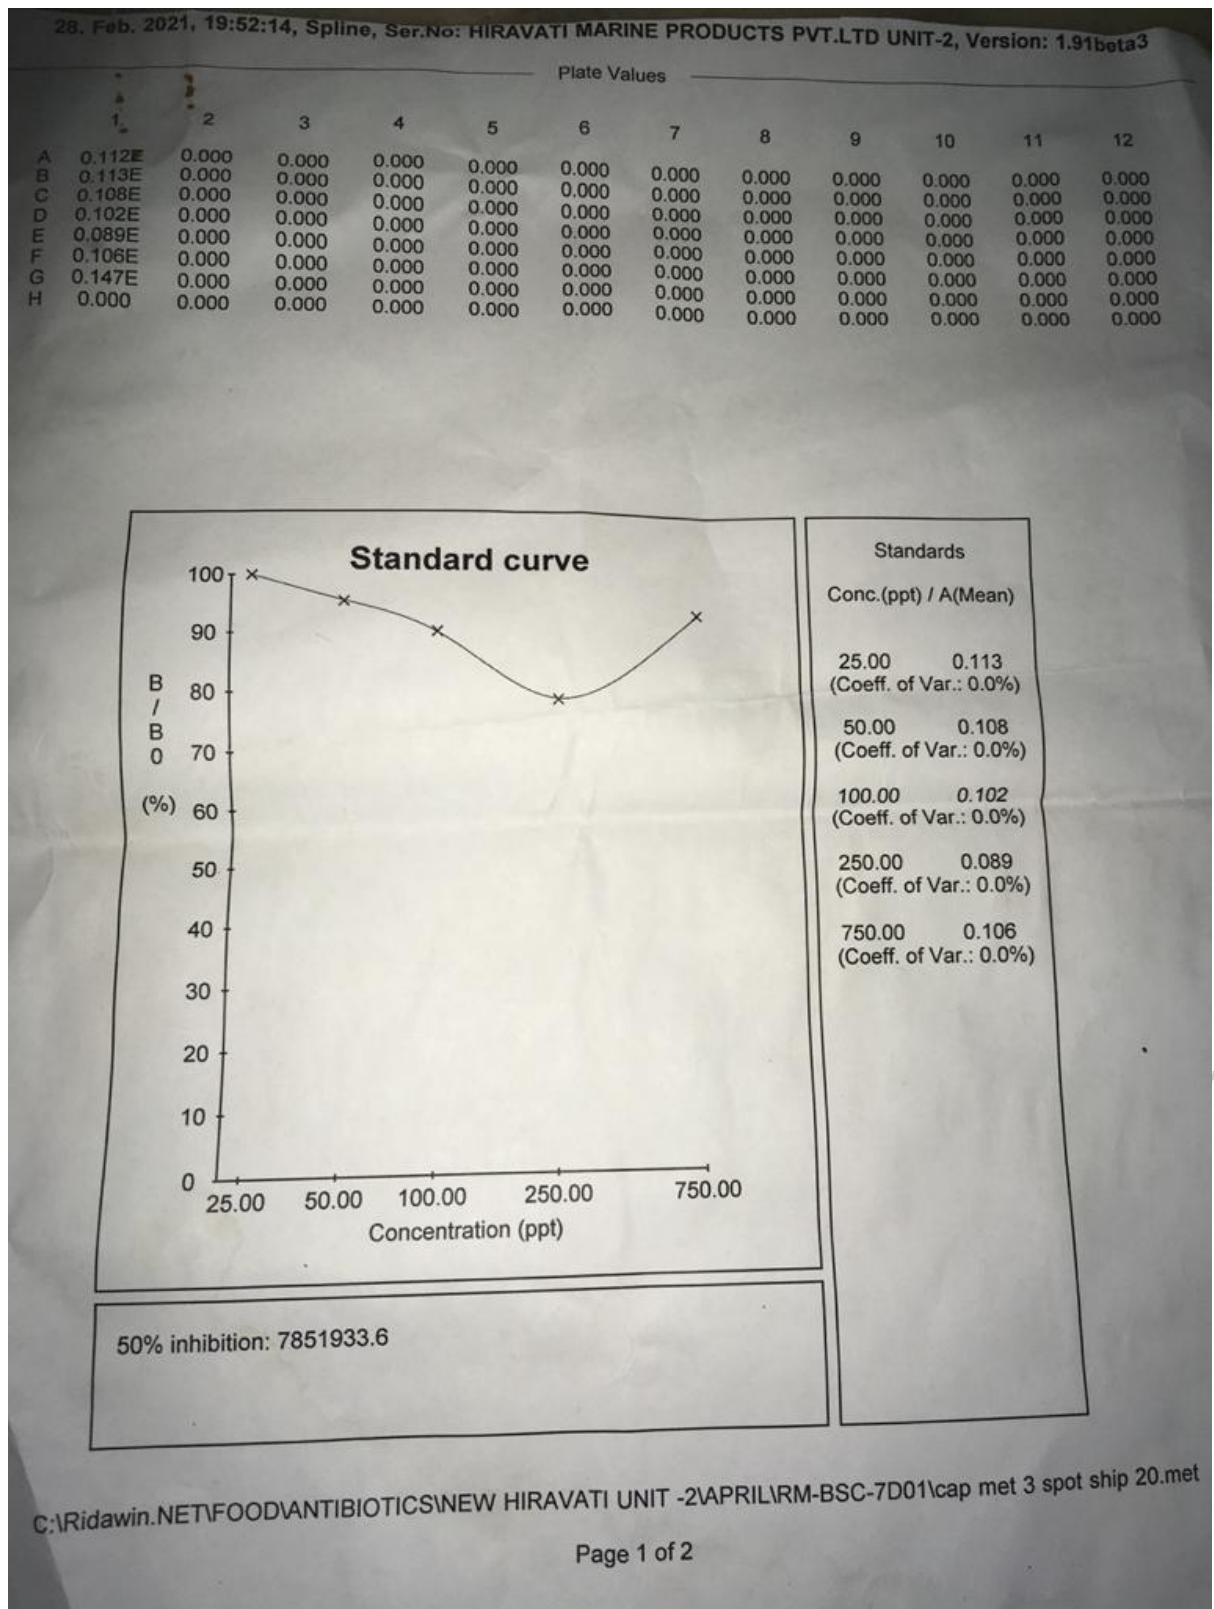 28. Feb. 2021, 19:52:14, Spline, Ser.No: HIRAVATI MARINE PRODUCTS PVT.LTD UNIT-2, Version: 1.91beta3
Plate Values
1 2 3 4 5 6 7 8 9 10 11 12
A 0.112E 0.000 0.000 0.000 0.000 0.000 0.000 0.000 0.000 0.000 0.000 0.000
B 0.113E 0.000 0.000 0.000 0.000 0.000 0.000 0.000 0.000 0.000 0.000 0.000
C 0.108E 0.000 0.000 0.000 0.000 0.000 0.000 0.000 0.000 0.000 0.000 0.000
D 0.102E 0.000 0.000 0.000 0.000 0.000 0.000 0.000 0.000 0.000 0.000 0.000
E 0.089E 0.000 0.000 0.000 0.000 0.000 0.000 0.000 0.000 0.000 0.000 0.000
F 0.106E 0.000 0.000 0.000 0.000 0.000 0.000 0.000 0.000 0.000 0.000 0.000
G 0.147E 0.000 0.000 0.000 0.000 0.000 0.000 0.000 0.000 0.000 0.000 0.000
H 0.000 0.000 0.000 0.000 0.000 0.000 0.000 0.000 0.000 0.000 0.000 0.000
Standard curve
100
90
80
70
60
50
40
30
20
10
0
B/B0 (%)
25.00 50.00 100.00 250.00 750.00
Concentration (ppt)
Standards
Conc.(ppt) / A(Mean)
25.00 0.113
(Coeff. of Var.: 0.0%)
50.00 0.108
(Coeff. of Var.: 0.0%)
100.00 0.102
(Coeff. of Var.: 0.0%)
250.00 0.089
(Coeff. of Var.: 0.0%)
750.00 0.106
(Coeff. of Var.: 0.0%)
50% inhibition: 7851933.6
C:\Ridawin.NET\FOOD\ANTIBIOTICS\NEW HIRAVATI UNIT -2\APRIL\RM-BSC-7D01\cap met 3 spot ship 20.met
Page 1 of 2